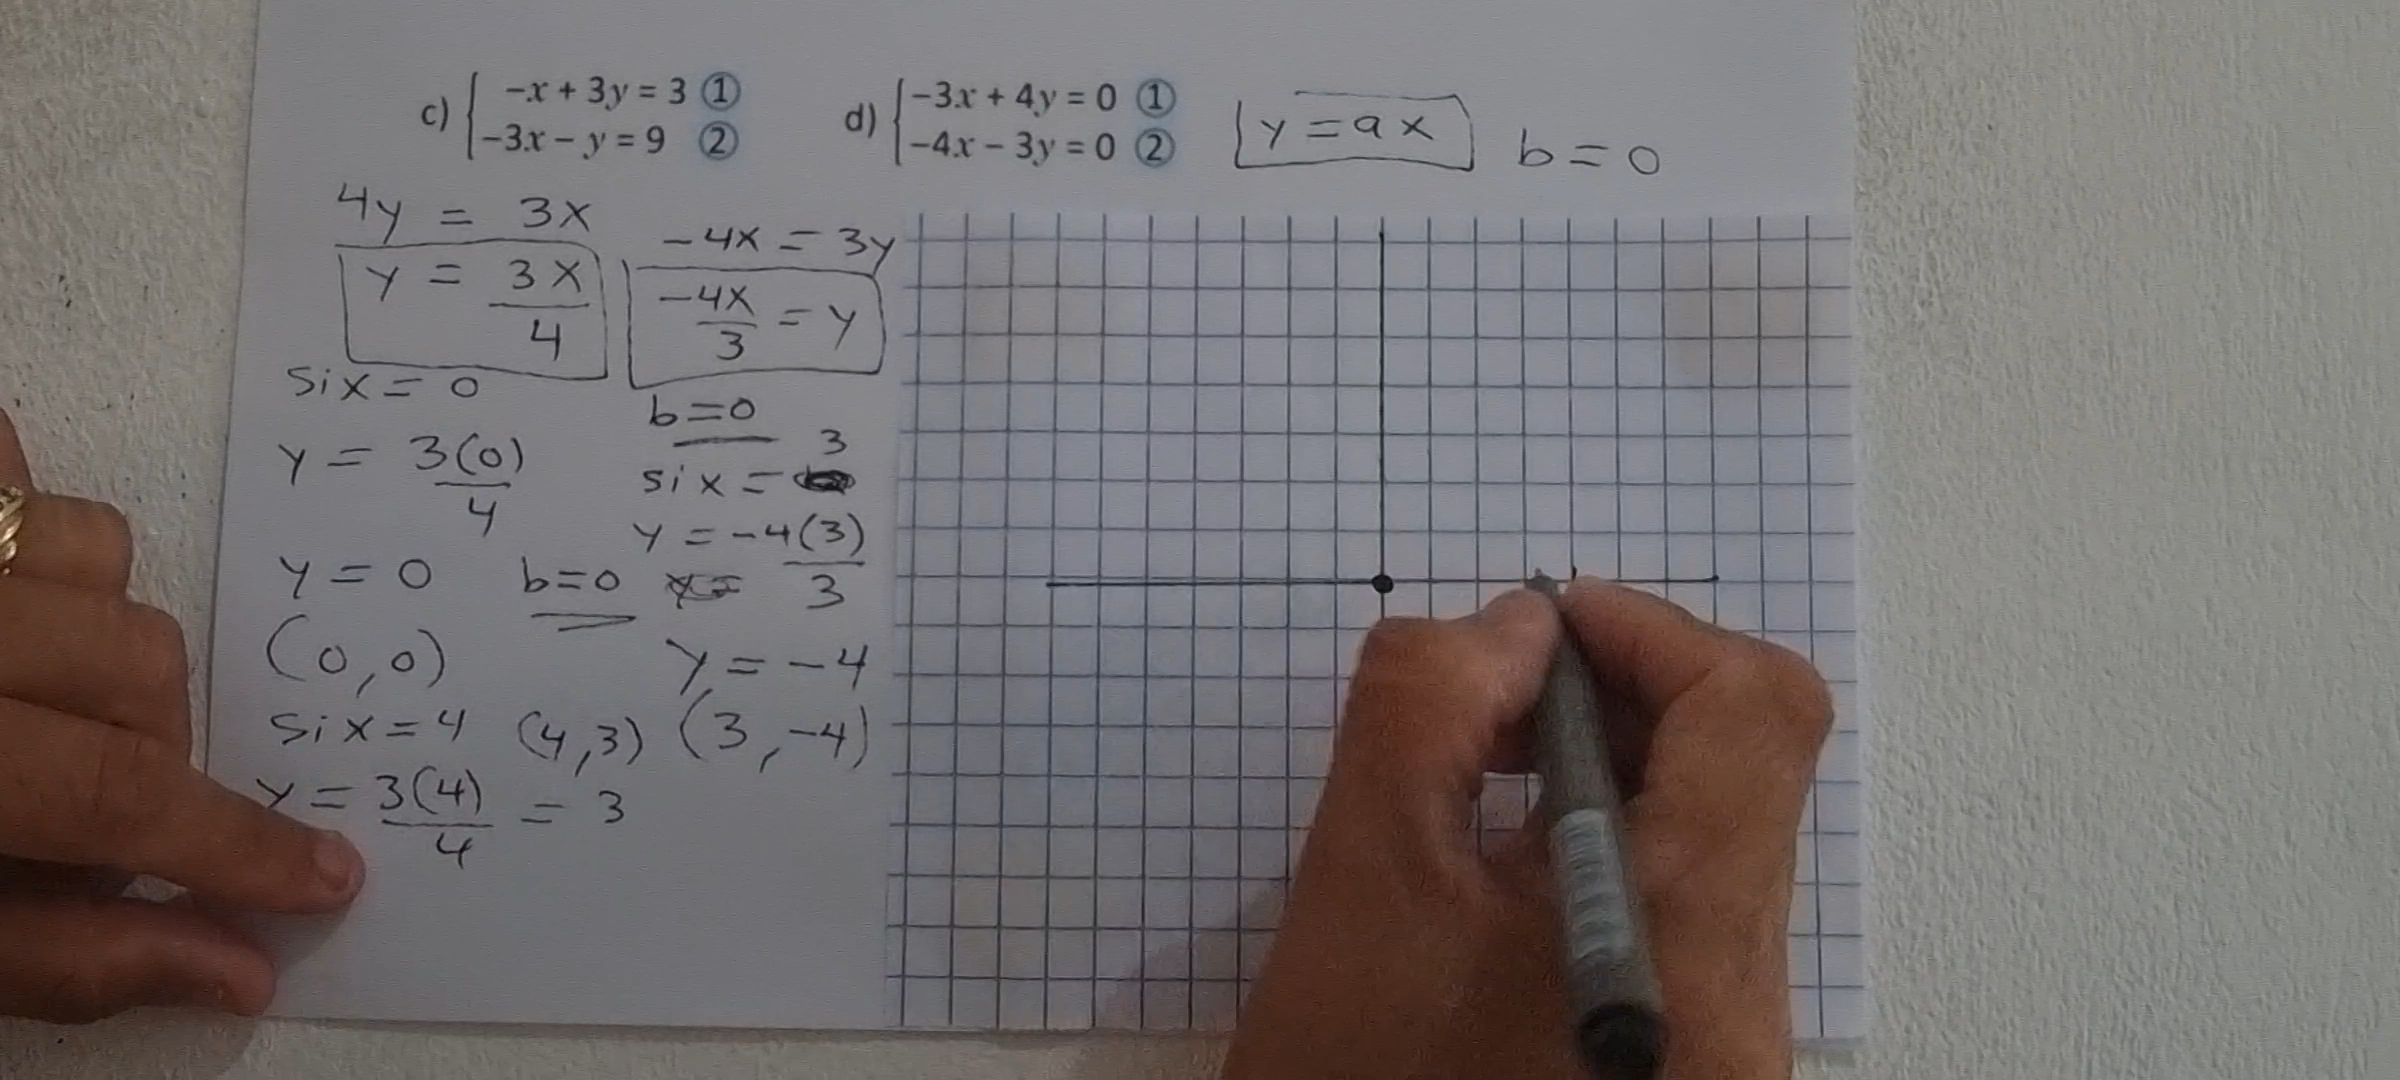 c) { -x + 3y = 3 ①
-3x - y = 9 ②
d) { -3x + 4y = 0 ①
-4x - 3y = 0 ②
y = ax
b = 0
4y = 3x
y = 3x/4
si x = 0
y = 3(0)/4
y = 0
b = 0
(0,0)
si x = 4
(4,3)
y = 3(4)/4 = 3
-4x = 3y
-4x/3 = y
b = 0
3
si x =
y = -4(3)/3
y = -4
(3,-4)